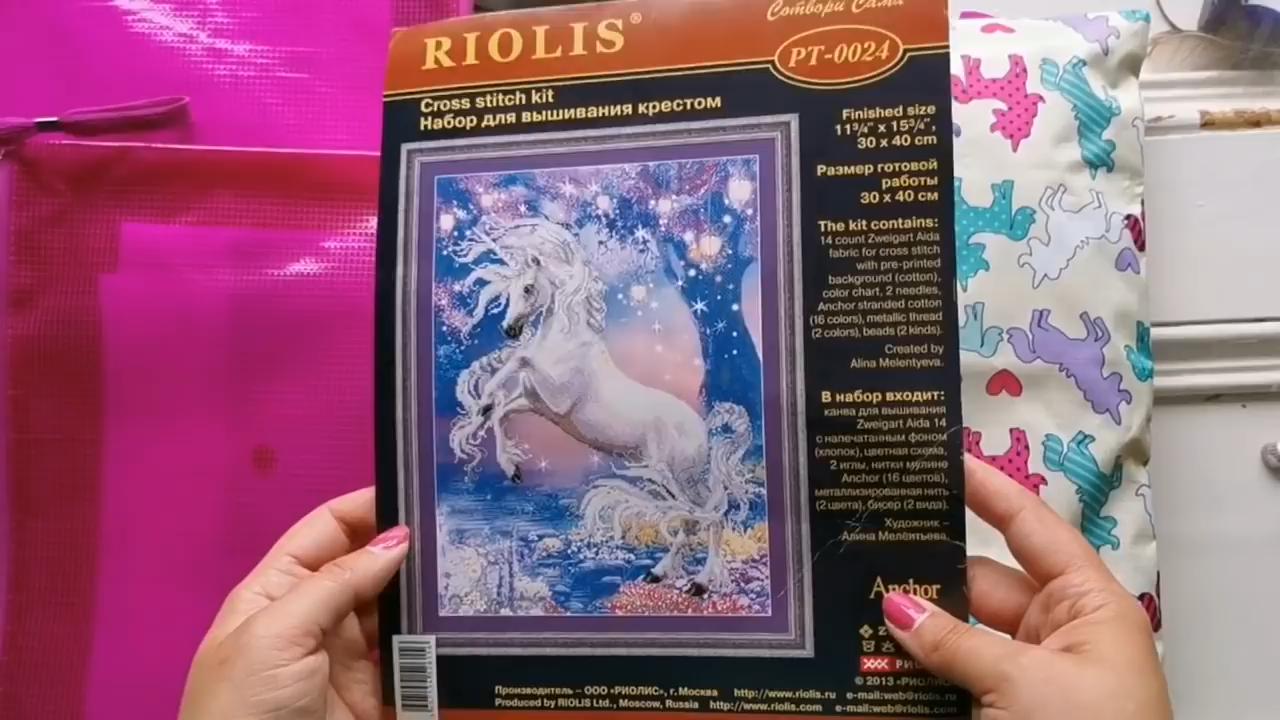 Сотвори Сама
RIOLIS®
PT-0024
Cross stitch kit
Набор для вышивания крестом
Finished size
11¾" x 15¾",
30 x 40 cm
Размер готовой
работы
30 x 40 см
The kit contains:
14 count Zweigart Aida
fabric for cross stitch
with pre-printed
background (cotton),
color chart, 2 needles,
Anchor stranded cotton
(16 colors), metallic thread
(2 colors), beads (2 kinds).
Created by
Alina Melentyeva.
В набор входит:
канва для вышивания
Zweigart Aida 14
с напечатанным фоном
(хлопок), цветная схема,
2 иглы, нитки мулине
Anchor (16 цветов),
металлизированная нить
(2 цвета), бисер (2 вида).
Художник –
Алина Мелентьева.
Anchor
© 2013 «РИОЛИС»
Производитель – ООО «РИОЛИС», г. Москва http://www.riolis.ru e-mail:web@riolis.ru
Produced by RIOLIS Ltd., Moscow, Russia http://www.riolis.com e-mail:web@riolis.com